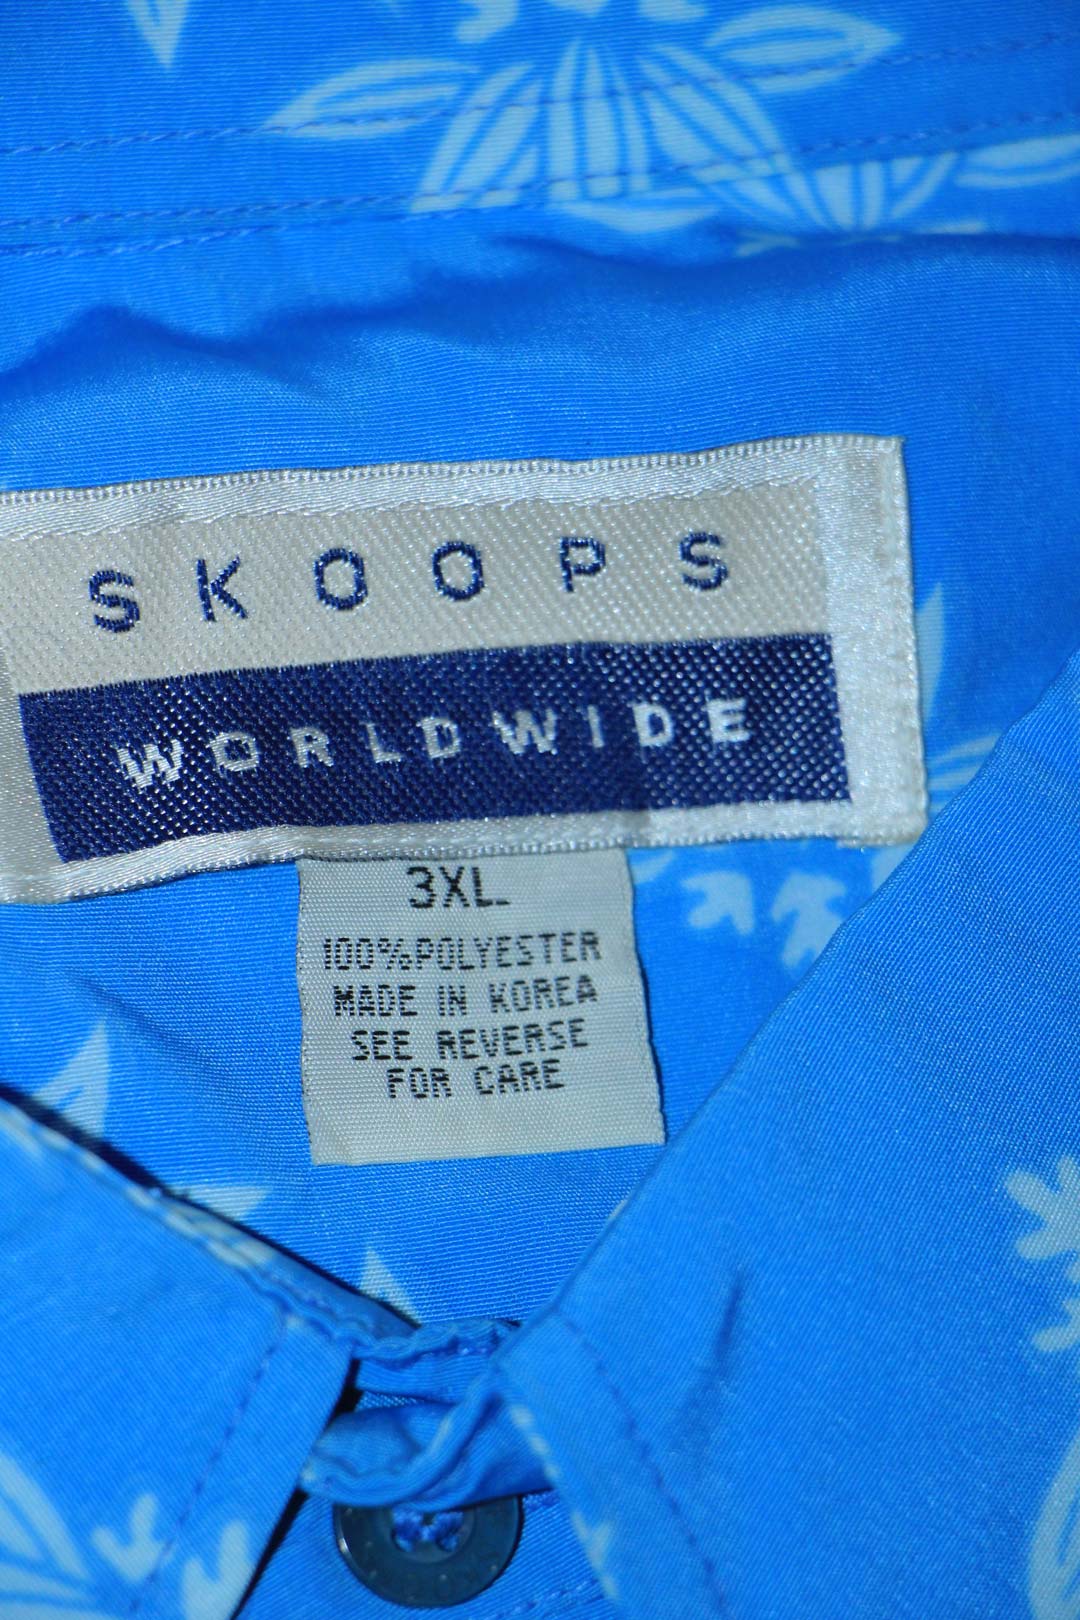 SKOOPS
WORLDWIDE
3XL
100%POLYESTER
MADE IN KOREA
SEE REVERSE
FOR CARE